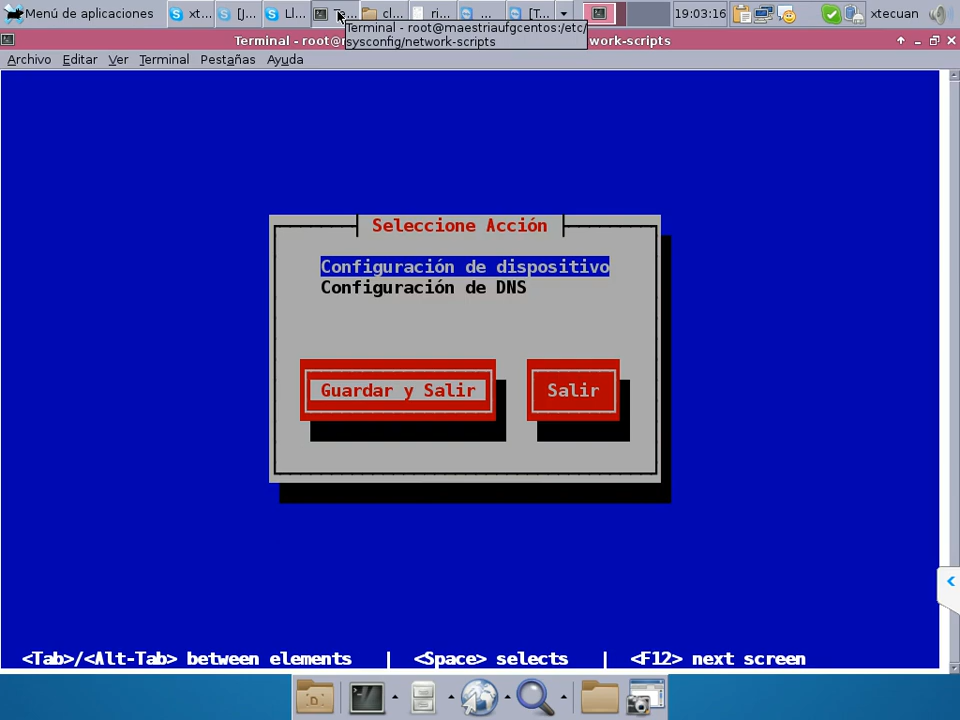 Menú de aplicaciones
xt...
[J...
Ll...
Te...
cl...
ri...
...
[T...
19:03:16
xtecuan
Terminal - root@maestriaufgcentos:/etc/
sysconfig/network-scripts
Terminal - root@
work-scripts
Archivo Editar Ver Terminal Pestañas Ayuda
Seleccione Acción
Configuración de dispositivo
Configuración de DNS
Guardar y Salir
Salir
<Tab>/<Alt-Tab> between elements | <Space> selects | <F12> next screen